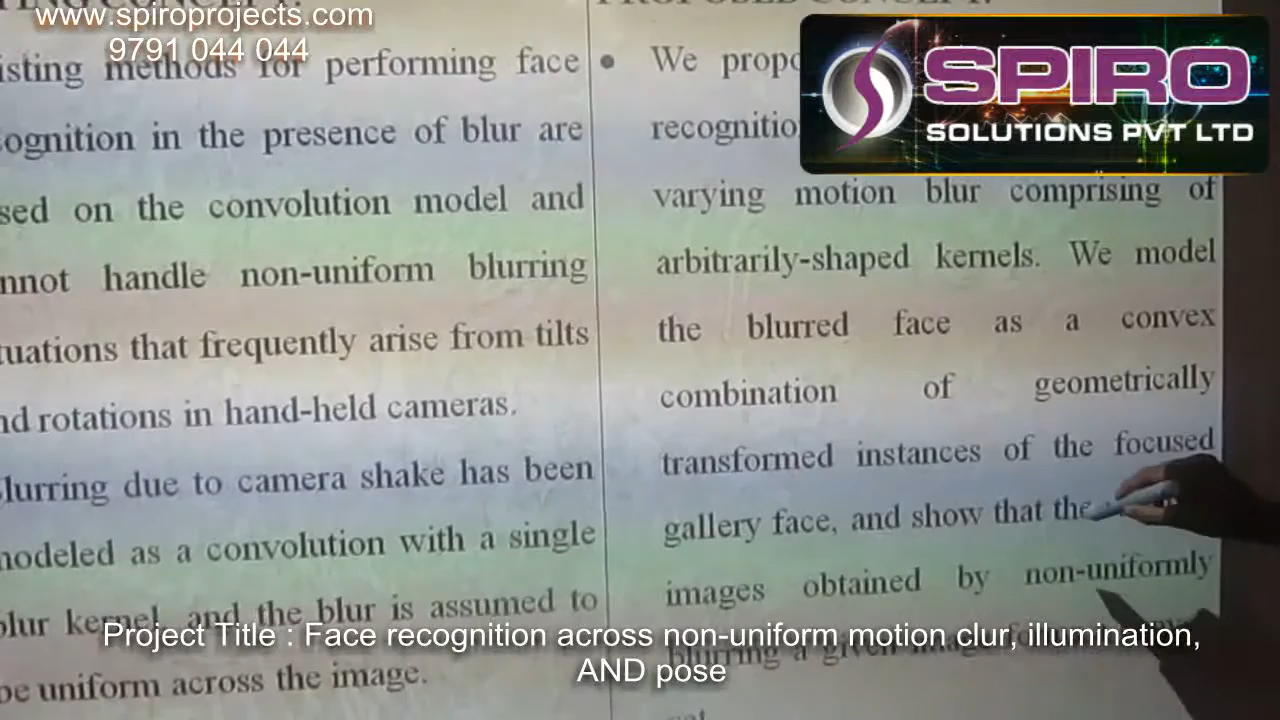 www.spiroprojects.com
9791 044 044
SPIRO
SOLUTIONS PVT LTD
isting methods for performing face
ognition in the presence of blur are
sed on the convolution model and
nnot handle non-uniform blurring
tuations that frequently arise from tilts
nd rotations in hand-held cameras.
lurring due to camera shake has been
nodeled as a convolution with a single
blur kernel, and the blur is assumed to
be uniform across the image.
• We propo
recognitio
varying motion blur comprising of
arbitrarily-shaped kernels. We model
the blurred face as a convex
combination of geometrically
transformed instances of the focused
gallery face, and show that the
images obtained by non-uniformly
blurring a given image
Project Title : Face recognition across non-uniform motion clur, illumination,
AND pose